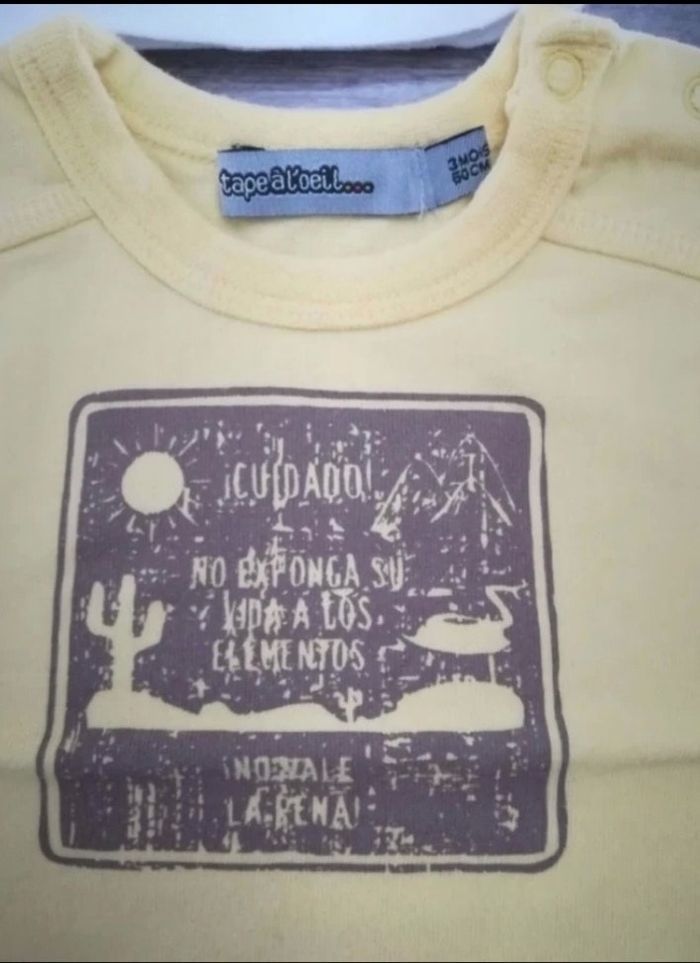 tape à l'oeil...
3 MOIS
60 CM
¡CUIDADO!
NO EXPONGA SU
VIDA A LOS
ELEMENTOS
¡NO VALE
LA PENA!